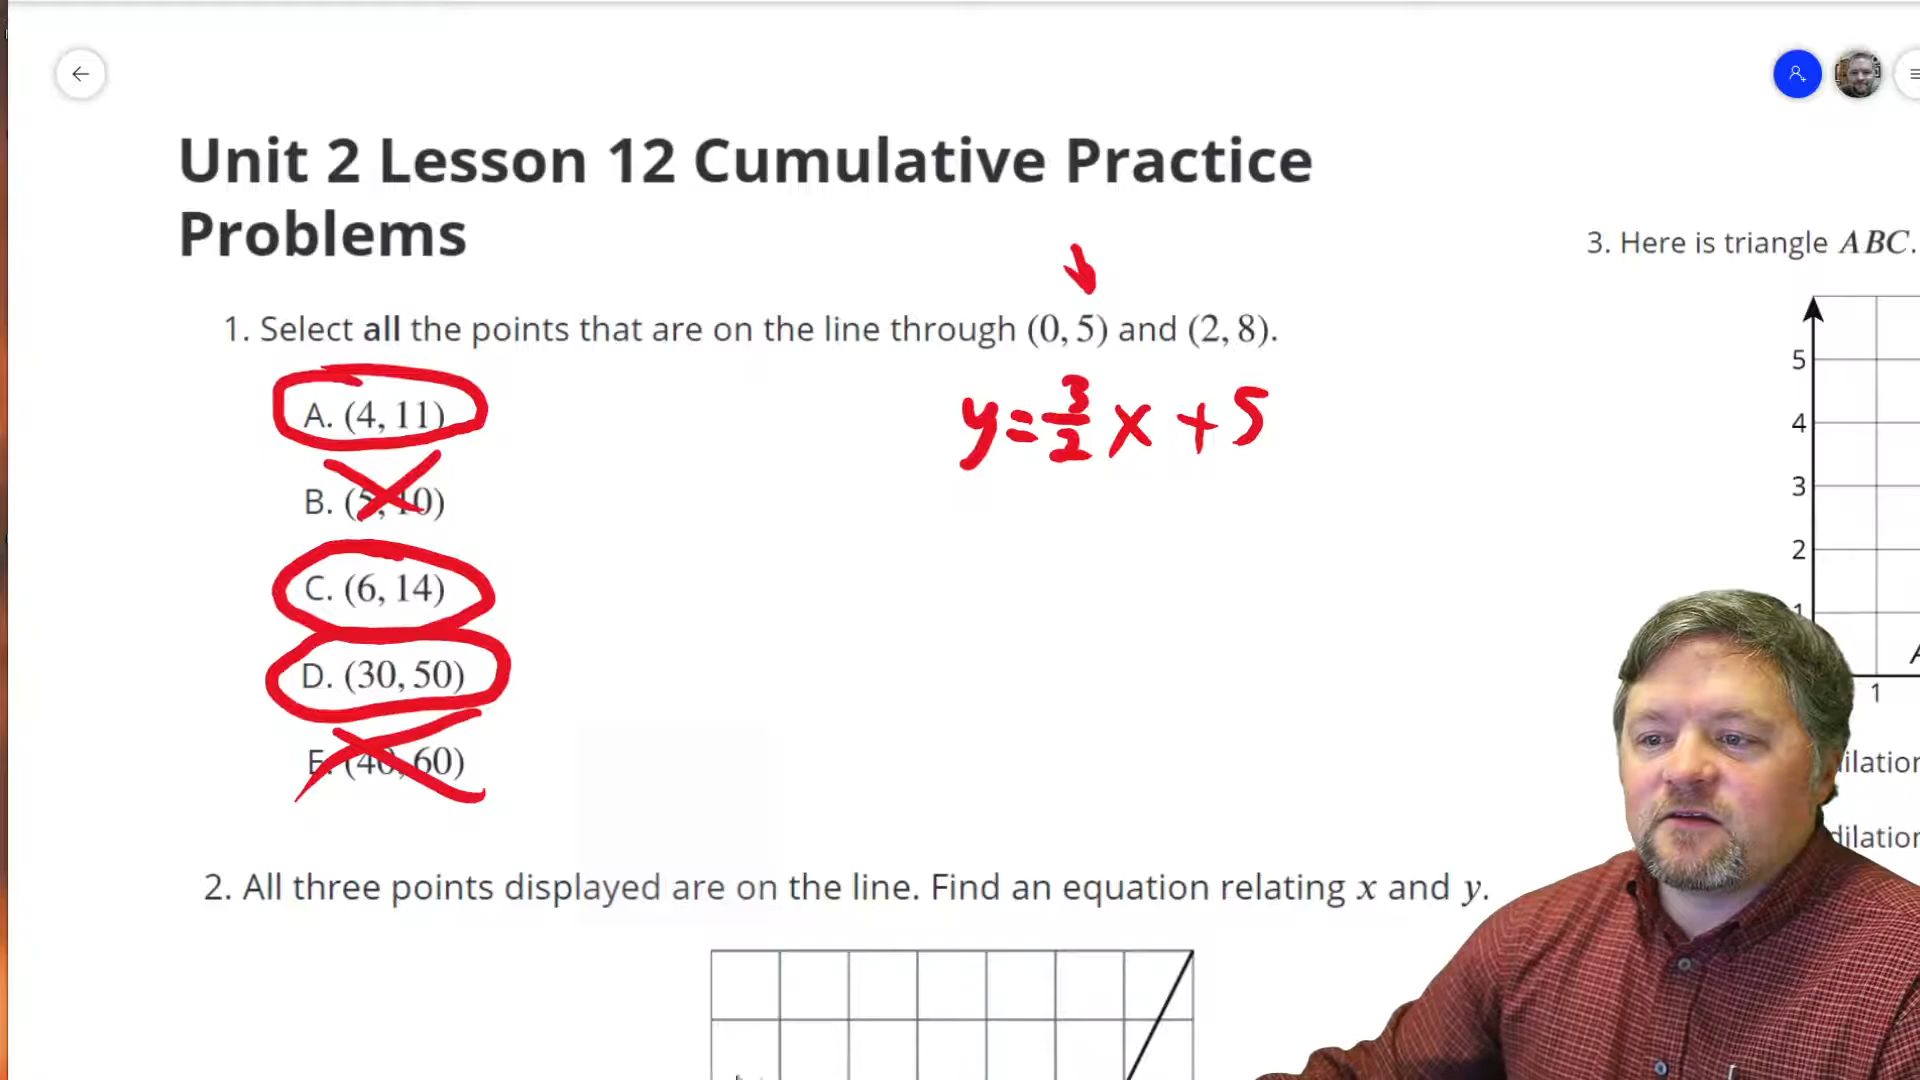 Unit 2 Lesson 12 Cumulative Practice
Problems
1. Select all the points that are on the line through (0, 5) and (2, 8).
y = 3/2 x + 5
A. (4, 11)
B. (5, 10)
C. (6, 14)
D. (30, 50)
E. (40, 60)
2. All three points displayed are on the line. Find an equation relating x and y.
3. Here is triangle ABC.
5
4
3
2
1
1
dilation